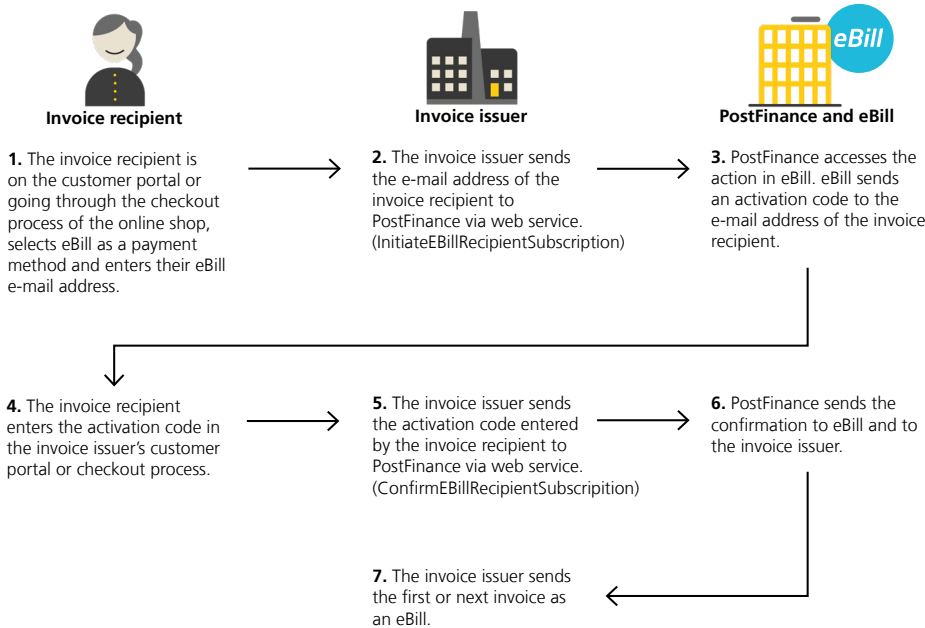 eBill
Invoice recipient
Invoice issuer
PostFinance and eBill
1. The invoice recipient is
on the customer portal or
going through the checkout
process of the online shop,
selects eBill as a payment
method and enters their eBill
e-mail address.
2. The invoice issuer sends
the e-mail address of the
invoice recipient to
PostFinance via web service.
(InitiateEBillRecipientSubscription)
3. PostFinance accesses the
action in eBill. eBill sends
an activation code to the
e-mail address of the invoice
recipient.
4. The invoice recipient
enters the activation code in
the invoice issuer’s customer
portal or checkout process.
5. The invoice issuer sends
the activation code entered
by the invoice recipient to
PostFinance via web service.
(ConfirmEBillRecipientSubscripition)
6. PostFinance sends the
confirmation to eBill and to
the invoice issuer.
7. The invoice issuer sends
the first or next invoice as
an eBill.